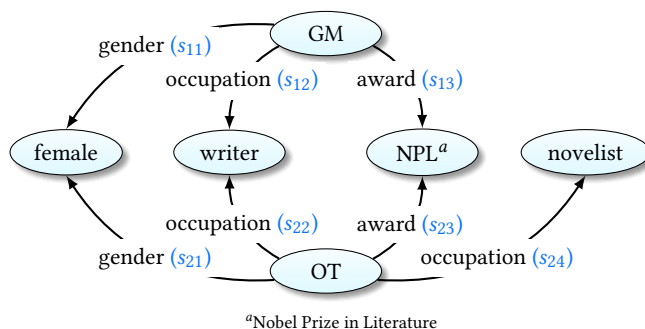 GM
gender (s11)
occupation (s12)
award (s13)
female
writer
NPLa
novelist
occupation (s22)
award (s23)
gender (s21)
occupation (s24)
OT
aNobel Prize in Literature